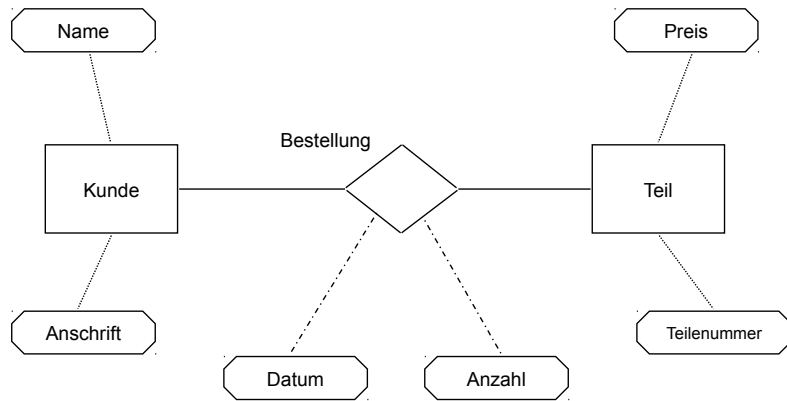 Name
Preis
Bestellung
Kunde
Teil
Anschrift
Teilenummer
Datum
Anzahl